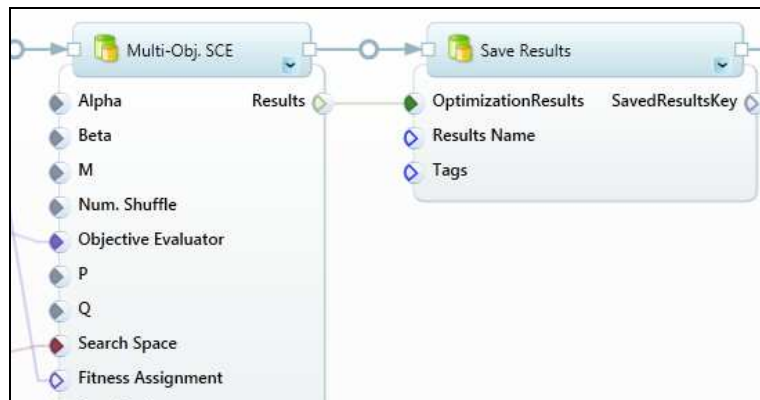 Multi-Obj. SCE
Save Results
Alpha
Results
OptimizationResults
SavedResultsKey
Beta
Results Name
M
Tags
Num. Shuffle
Objective Evaluator
P
Q
Search Space
Fitness Assignment